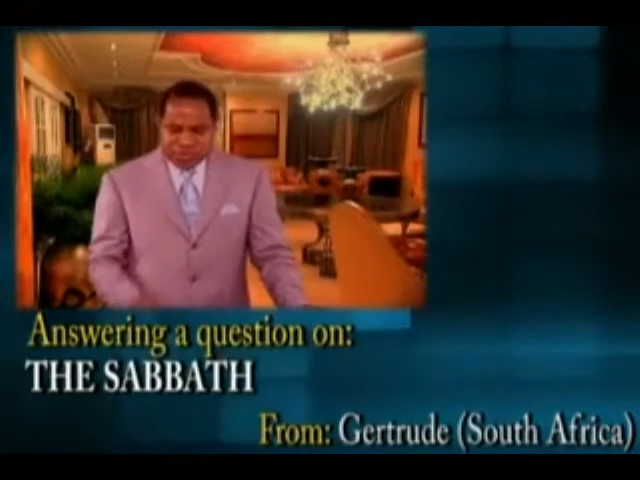 Answering a question on:
THE SABBATH
From: Gertrude (South Africa)